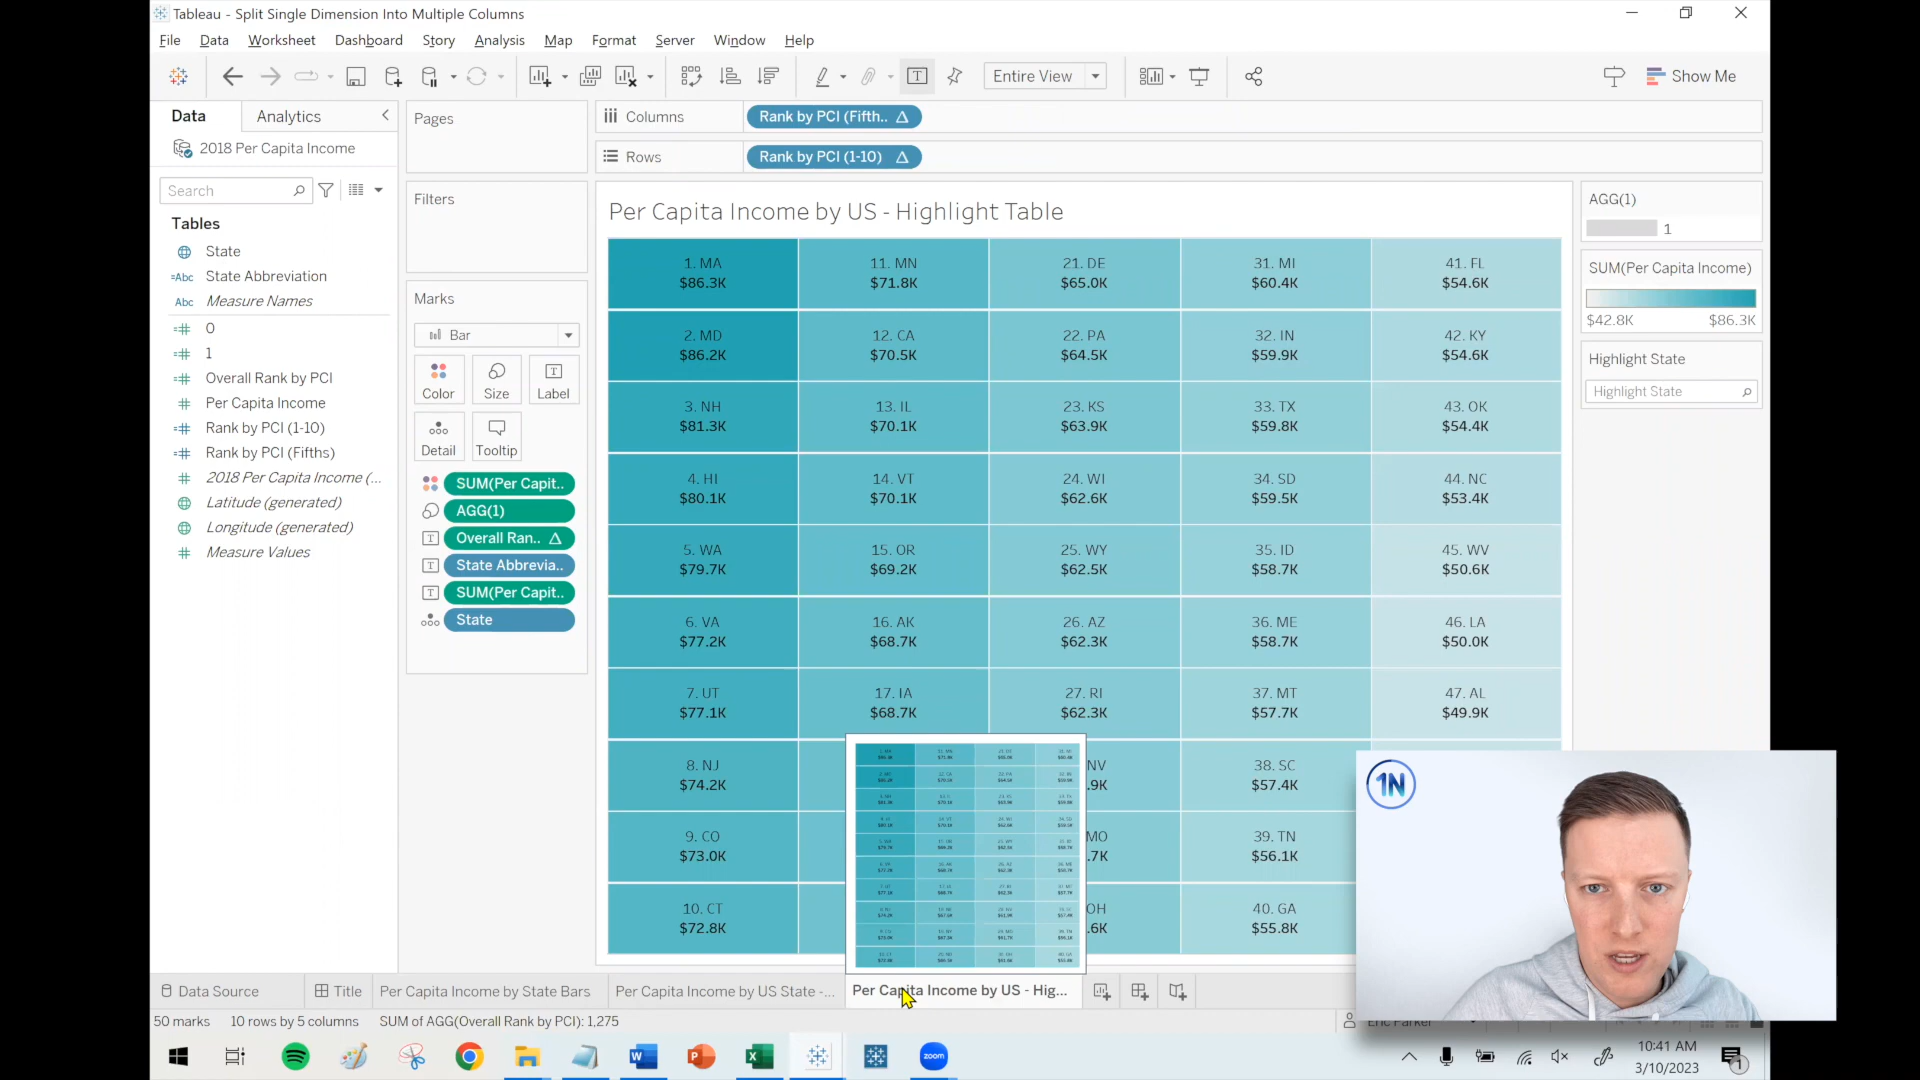 Tableau - Split Single Dimension Into Multiple Columns
File Data Worksheet Dashboard Story Analysis Map Format Server Window Help
Entire View
Show Me
Data Analytics
2018 Per Capita Income
Search
Tables
State
=Abc State Abbreviation
Abc Measure Names
0
1
Overall Rank by PCI
Per Capita Income
Rank by PCI (1-10)
Rank by PCI (Fifths)
2018 Per Capita Income (...
Latitude (generated)
Longitude (generated)
Measure Values
Pages
Filters
Marks
Bar
Color Size Label
Detail Tooltip
SUM(Per Capit..
AGG(1)
Overall Ran..
State Abbrevia..
SUM(Per Capit..
State
Columns Rank by PCI (Fifth..
Rows Rank by PCI (1-10)
Per Capita Income by US - Highlight Table
1. MA 11. MN 21. DE 31. MI 41. FL
$86.3K $71.8K $65.0K $60.4K $54.6K
2. MD 12. CA 22. PA 32. IN 42. KY
$86.2K $70.5K $64.5K $59.9K $54.6K
3. NH 13. IL 23. KS 33. TX 43. OK
$81.3K $70.1K $63.9K $59.8K $54.4K
4. HI 14. VT 24. WI 34. SD 44. NC
$80.1K $70.1K $62.6K $59.5K $53.4K
5. WA 15. OR 25. WY 35. ID 45. WV
$79.7K $69.2K $62.5K $58.7K $50.6K
6. VA 16. AK 26. AZ 36. ME 46. LA
$77.2K $68.7K $62.3K $58.7K $50.0K
7. UT 17. IA 27. RI 37. MT 47. AL
$77.1K $68.7K $62.3K $57.7K $49.9K
8. NJ NV 38. SC
$74.2K .9K $57.4K
9. CO MO 39. TN
$73.0K .7K $56.1K
10. CT OH 40. GA
$72.8K .6K $55.8K
AGG(1)
1
SUM(Per Capita Income)
$42.8K $86.3K
Highlight State
Highlight State
1N
Data Source Title Per Capita Income by State Bars Per Capita Income by US State -... Per Capita Income by US - Hig...
50 marks 10 rows by 5 columns SUM of AGG(Overall Rank by PCI): 1,275
Eric Parker
zoom
10:41 AM
3/10/2023
1